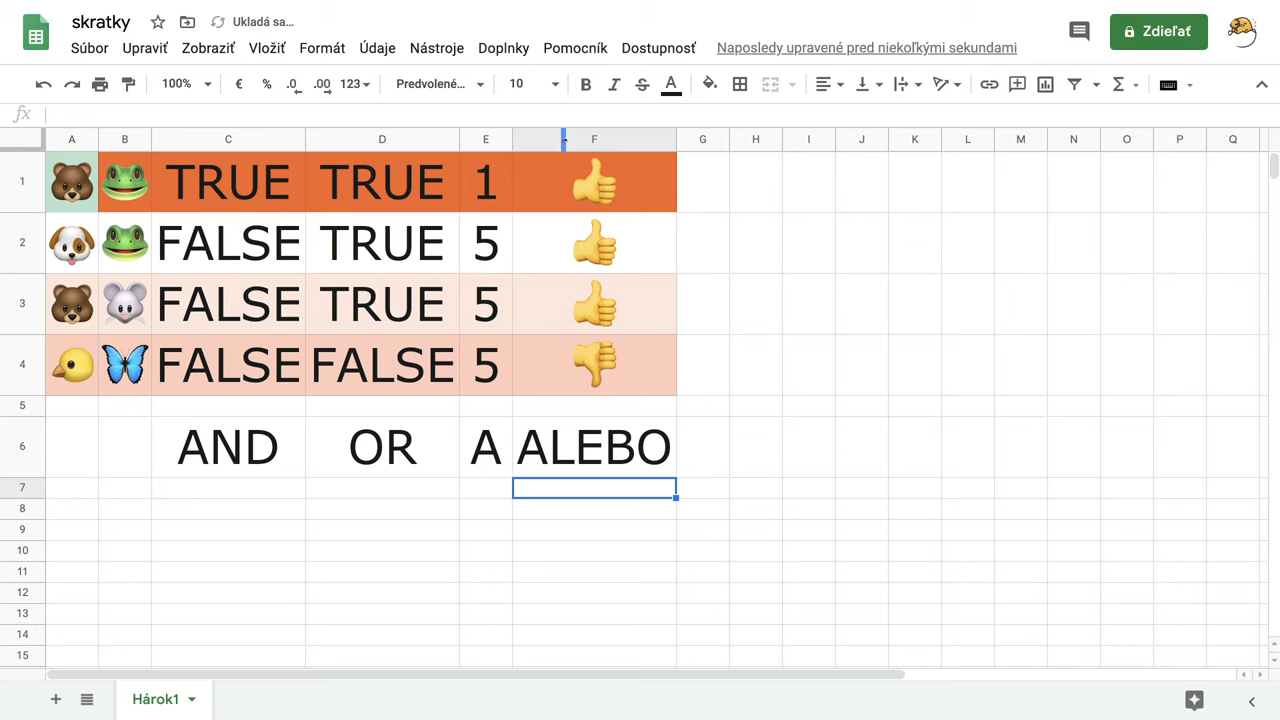 skratky Ukladá sa…
Súbor Upraviť Zobraziť Vložiť Formát Údaje Nástroje Doplnky Pomocník Dostupnosť Naposledy upravené pred niekoľkými sekundami
Zdieľať
100% € % .0 .00 123 Predvolené… 10 B I S A Σ
fx
A B C D E F G H I J K L M N O P Q
1 TRUE TRUE 1
2 FALSE TRUE 5
3 FALSE TRUE 5
4 FALSE FALSE 5
5
6 AND OR A ALEBO
7
8
9
10
11
12
13
14
15
Hárok1